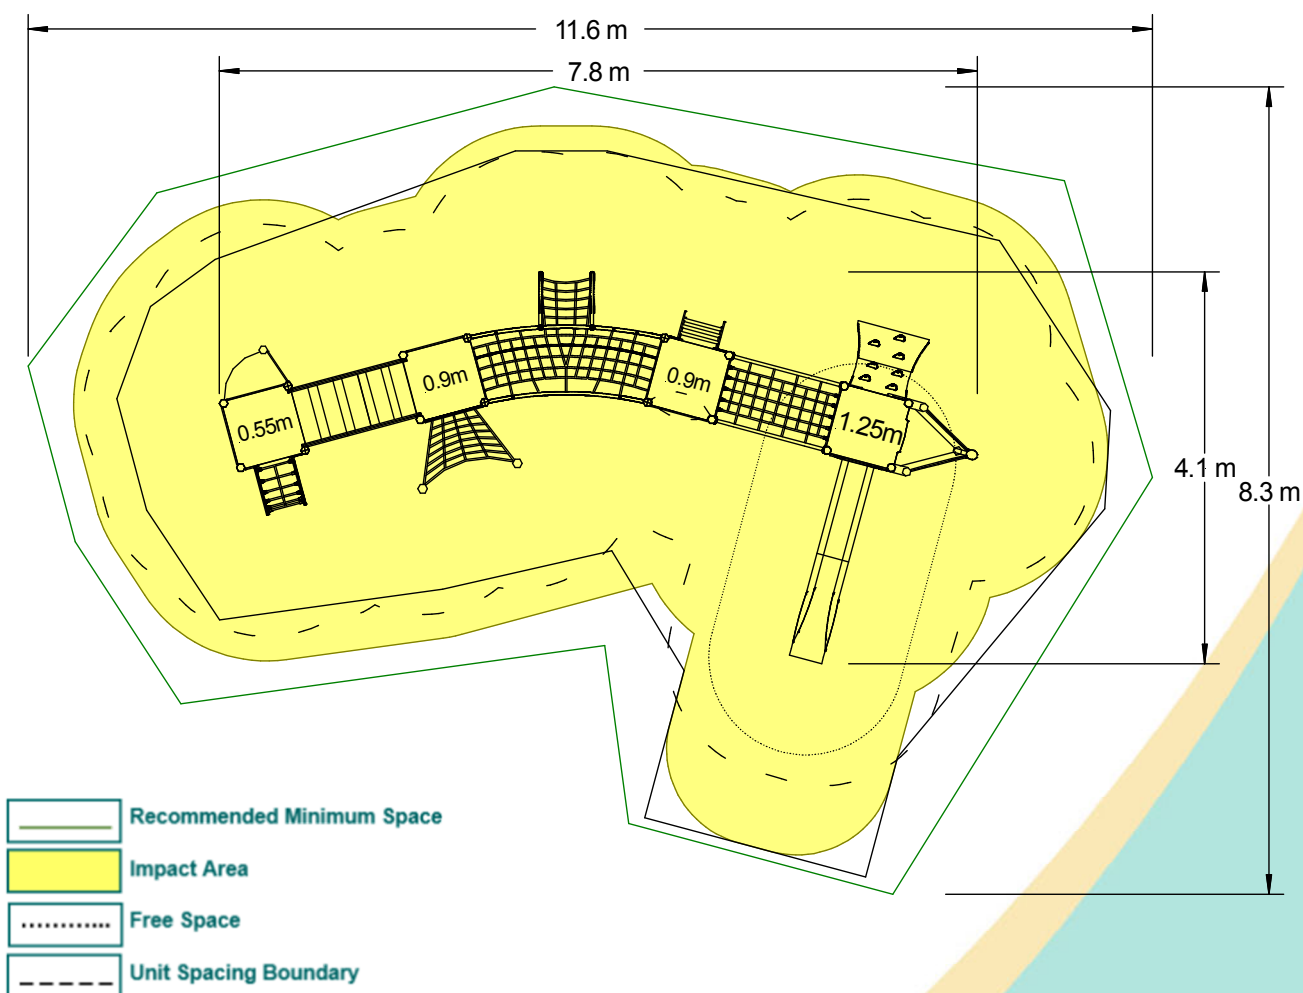 11.6 m
7.8 m
0.9m
0.9m
0.55m
1.25m
4.1 m
8.3 m
Recommended Minimum Space
Impact Area
Free Space
Unit Spacing Boundary